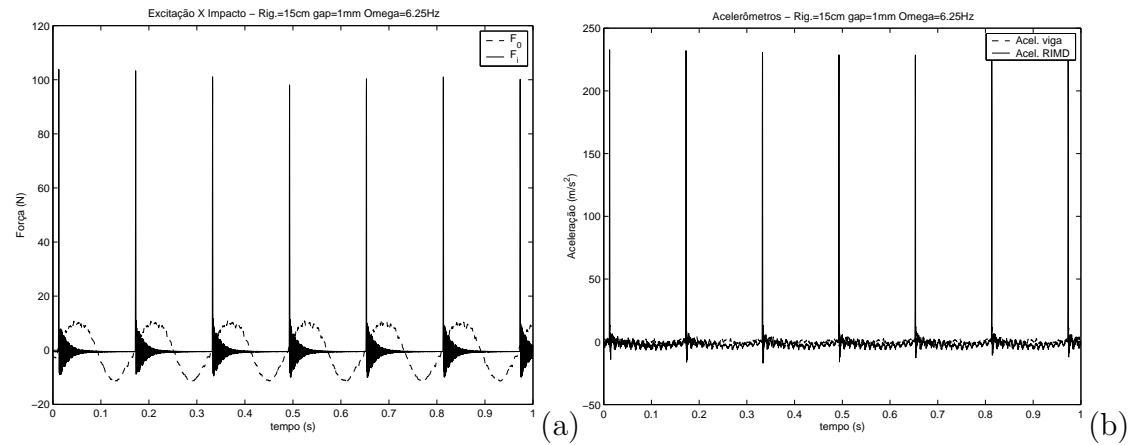 Excitação X Impacto − Rig.=15cm gap=1mm Omega=6.25Hz
F0
Fi
120
100
80
60
40
20
0
−20
Força (N)
0 0.1 0.2 0.3 0.4 0.5 0.6 0.7 0.8 0.9 1
tempo (s)
(a)
Acelerômetros − Rig.=15cm gap=1mm Omega=6.25Hz
Acel. viga
Acel. RIMD
250
200
150
100
50
0
−50
Aceleração (m/s2)
0 0.1 0.2 0.3 0.4 0.5 0.6 0.7 0.8 0.9 1
tempo (s)
(b)